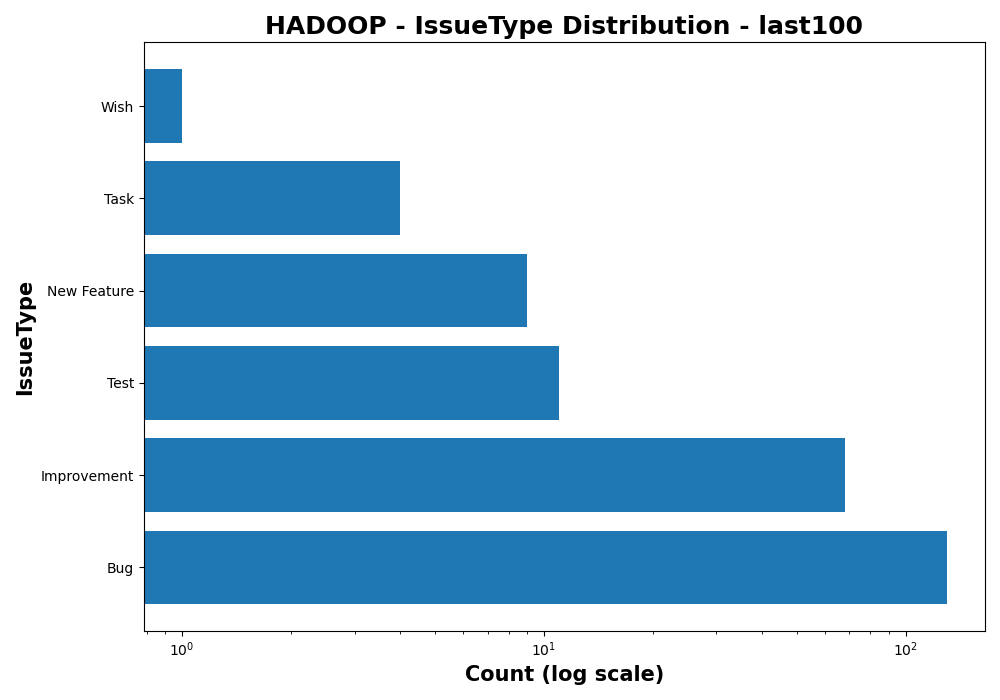 HADOOP - IssueType Distribution - last100
IssueType
Wish
Task
New Feature
Test
Improvement
Bug
10⁰ 10¹ 10²
Count (log scale)